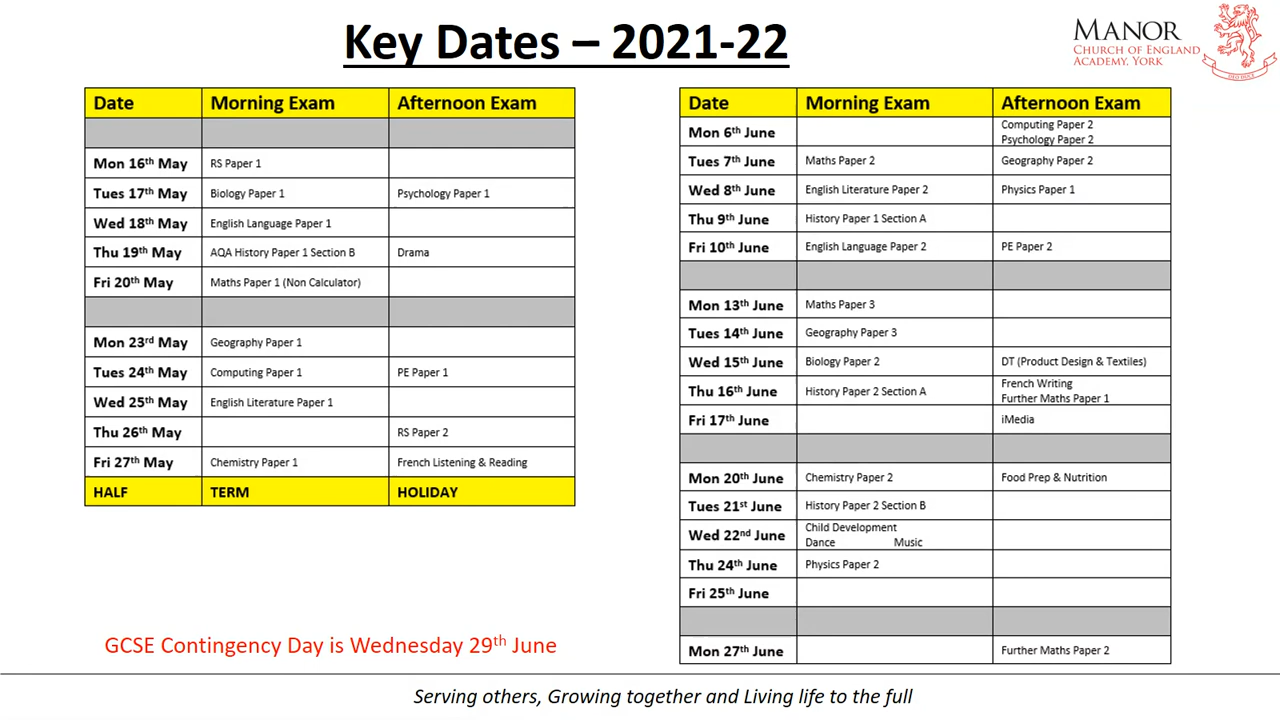 Key Dates – 2021-22
MANOR
CHURCH OF ENGLAND
ACADEMY, YORK
DEO DUCE
Date Morning Exam Afternoon Exam
Mon 16th May RS Paper 1
Tues 17th May Biology Paper 1 Psychology Paper 1
Wed 18th May English Language Paper 1
Thu 19th May AQA History Paper 1 Section B Drama
Fri 20th May Maths Paper 1 (Non Calculator)
Mon 23rd May Geography Paper 1
Tues 24th May Computing Paper 1 PE Paper 1
Wed 25th May English Literature Paper 1
Thu 26th May RS Paper 2
Fri 27th May Chemistry Paper 1 French Listening & Reading
HALF TERM HOLIDAY
Date Morning Exam Afternoon Exam
Mon 6th June Computing Paper 2
Psychology Paper 2
Tues 7th June Maths Paper 2 Geography Paper 2
Wed 8th June English Literature Paper 2 Physics Paper 1
Thu 9th June History Paper 1 Section A
Fri 10th June English Language Paper 2 PE Paper 2
Mon 13th June Maths Paper 3
Tues 14th June Geography Paper 3
Wed 15th June Biology Paper 2 DT (Product Design & Textiles)
Thu 16th June History Paper 2 Section A French Writing
Further Maths Paper 1
Fri 17th June iMedia
Mon 20th June Chemistry Paper 2 Food Prep & Nutrition
Tues 21st June History Paper 2 Section B
Wed 22nd June Child Development
Dance Music
Thu 24th June Physics Paper 2
Fri 25th June
Mon 27th June Further Maths Paper 2
GCSE Contingency Day is Wednesday 29th June
Serving others, Growing together and Living life to the full